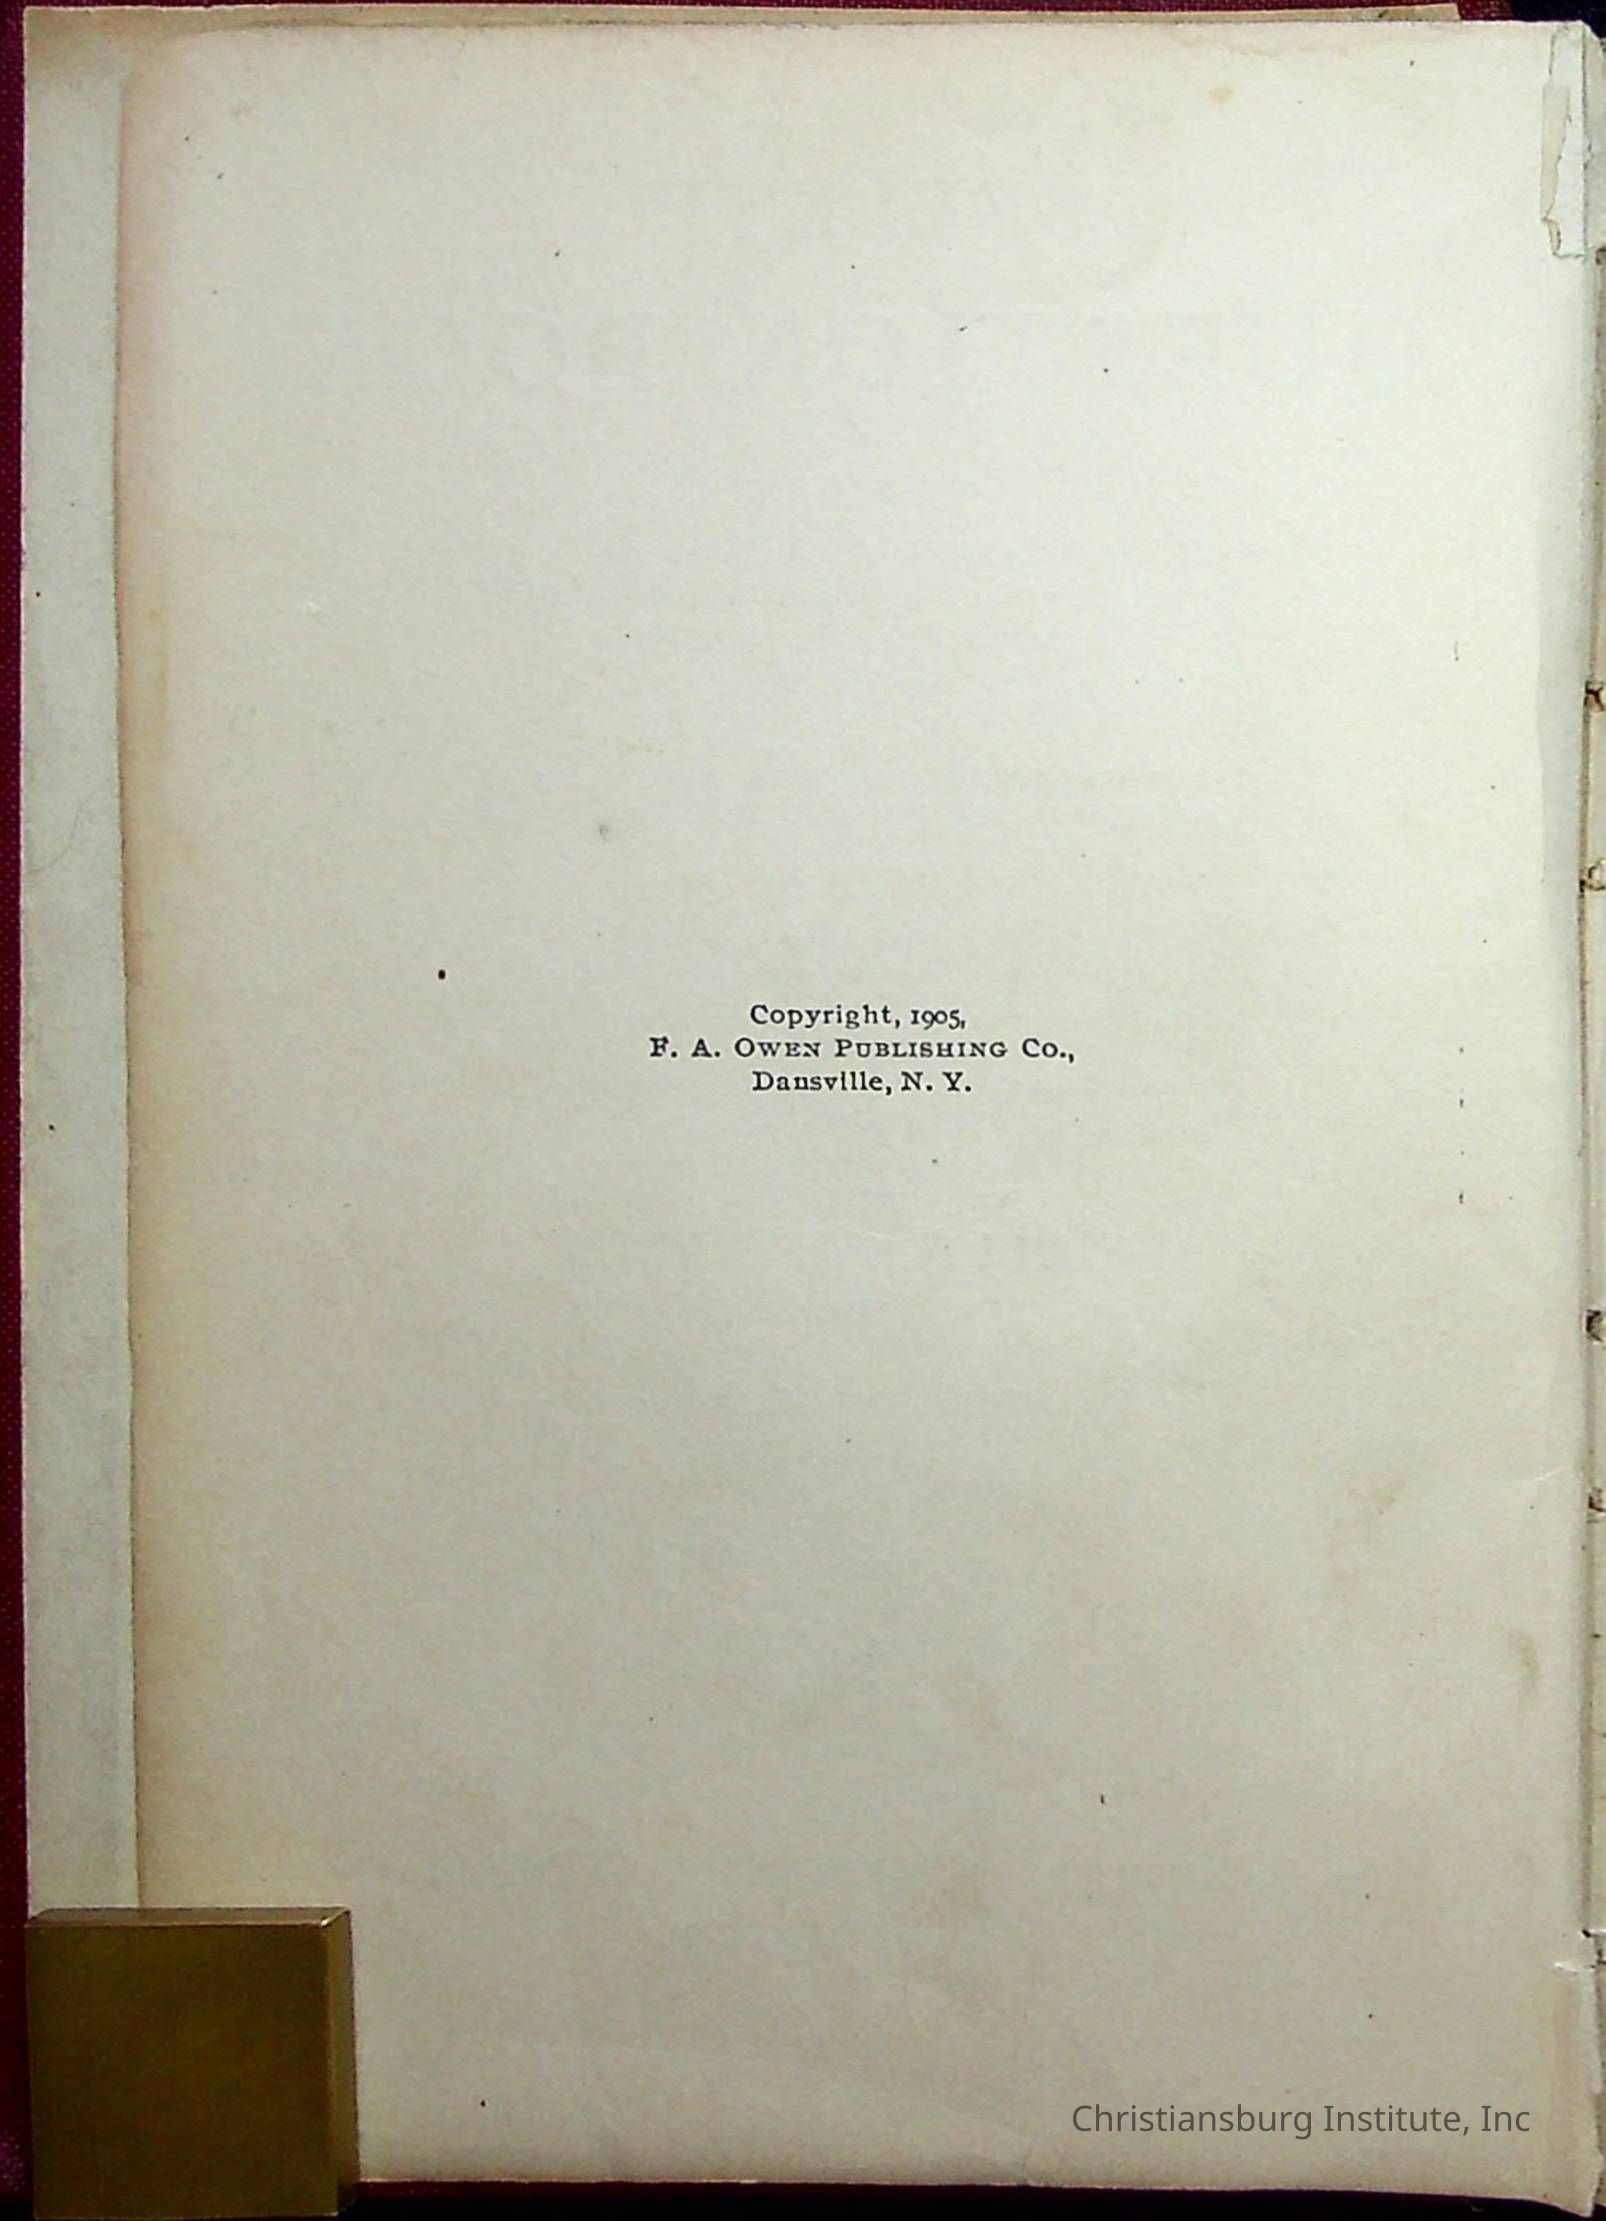 Copyright, 1905,
F. A. OWEN PUBLISHING CO.,
Dansville, N. Y.
Christiansburg Institute, Inc